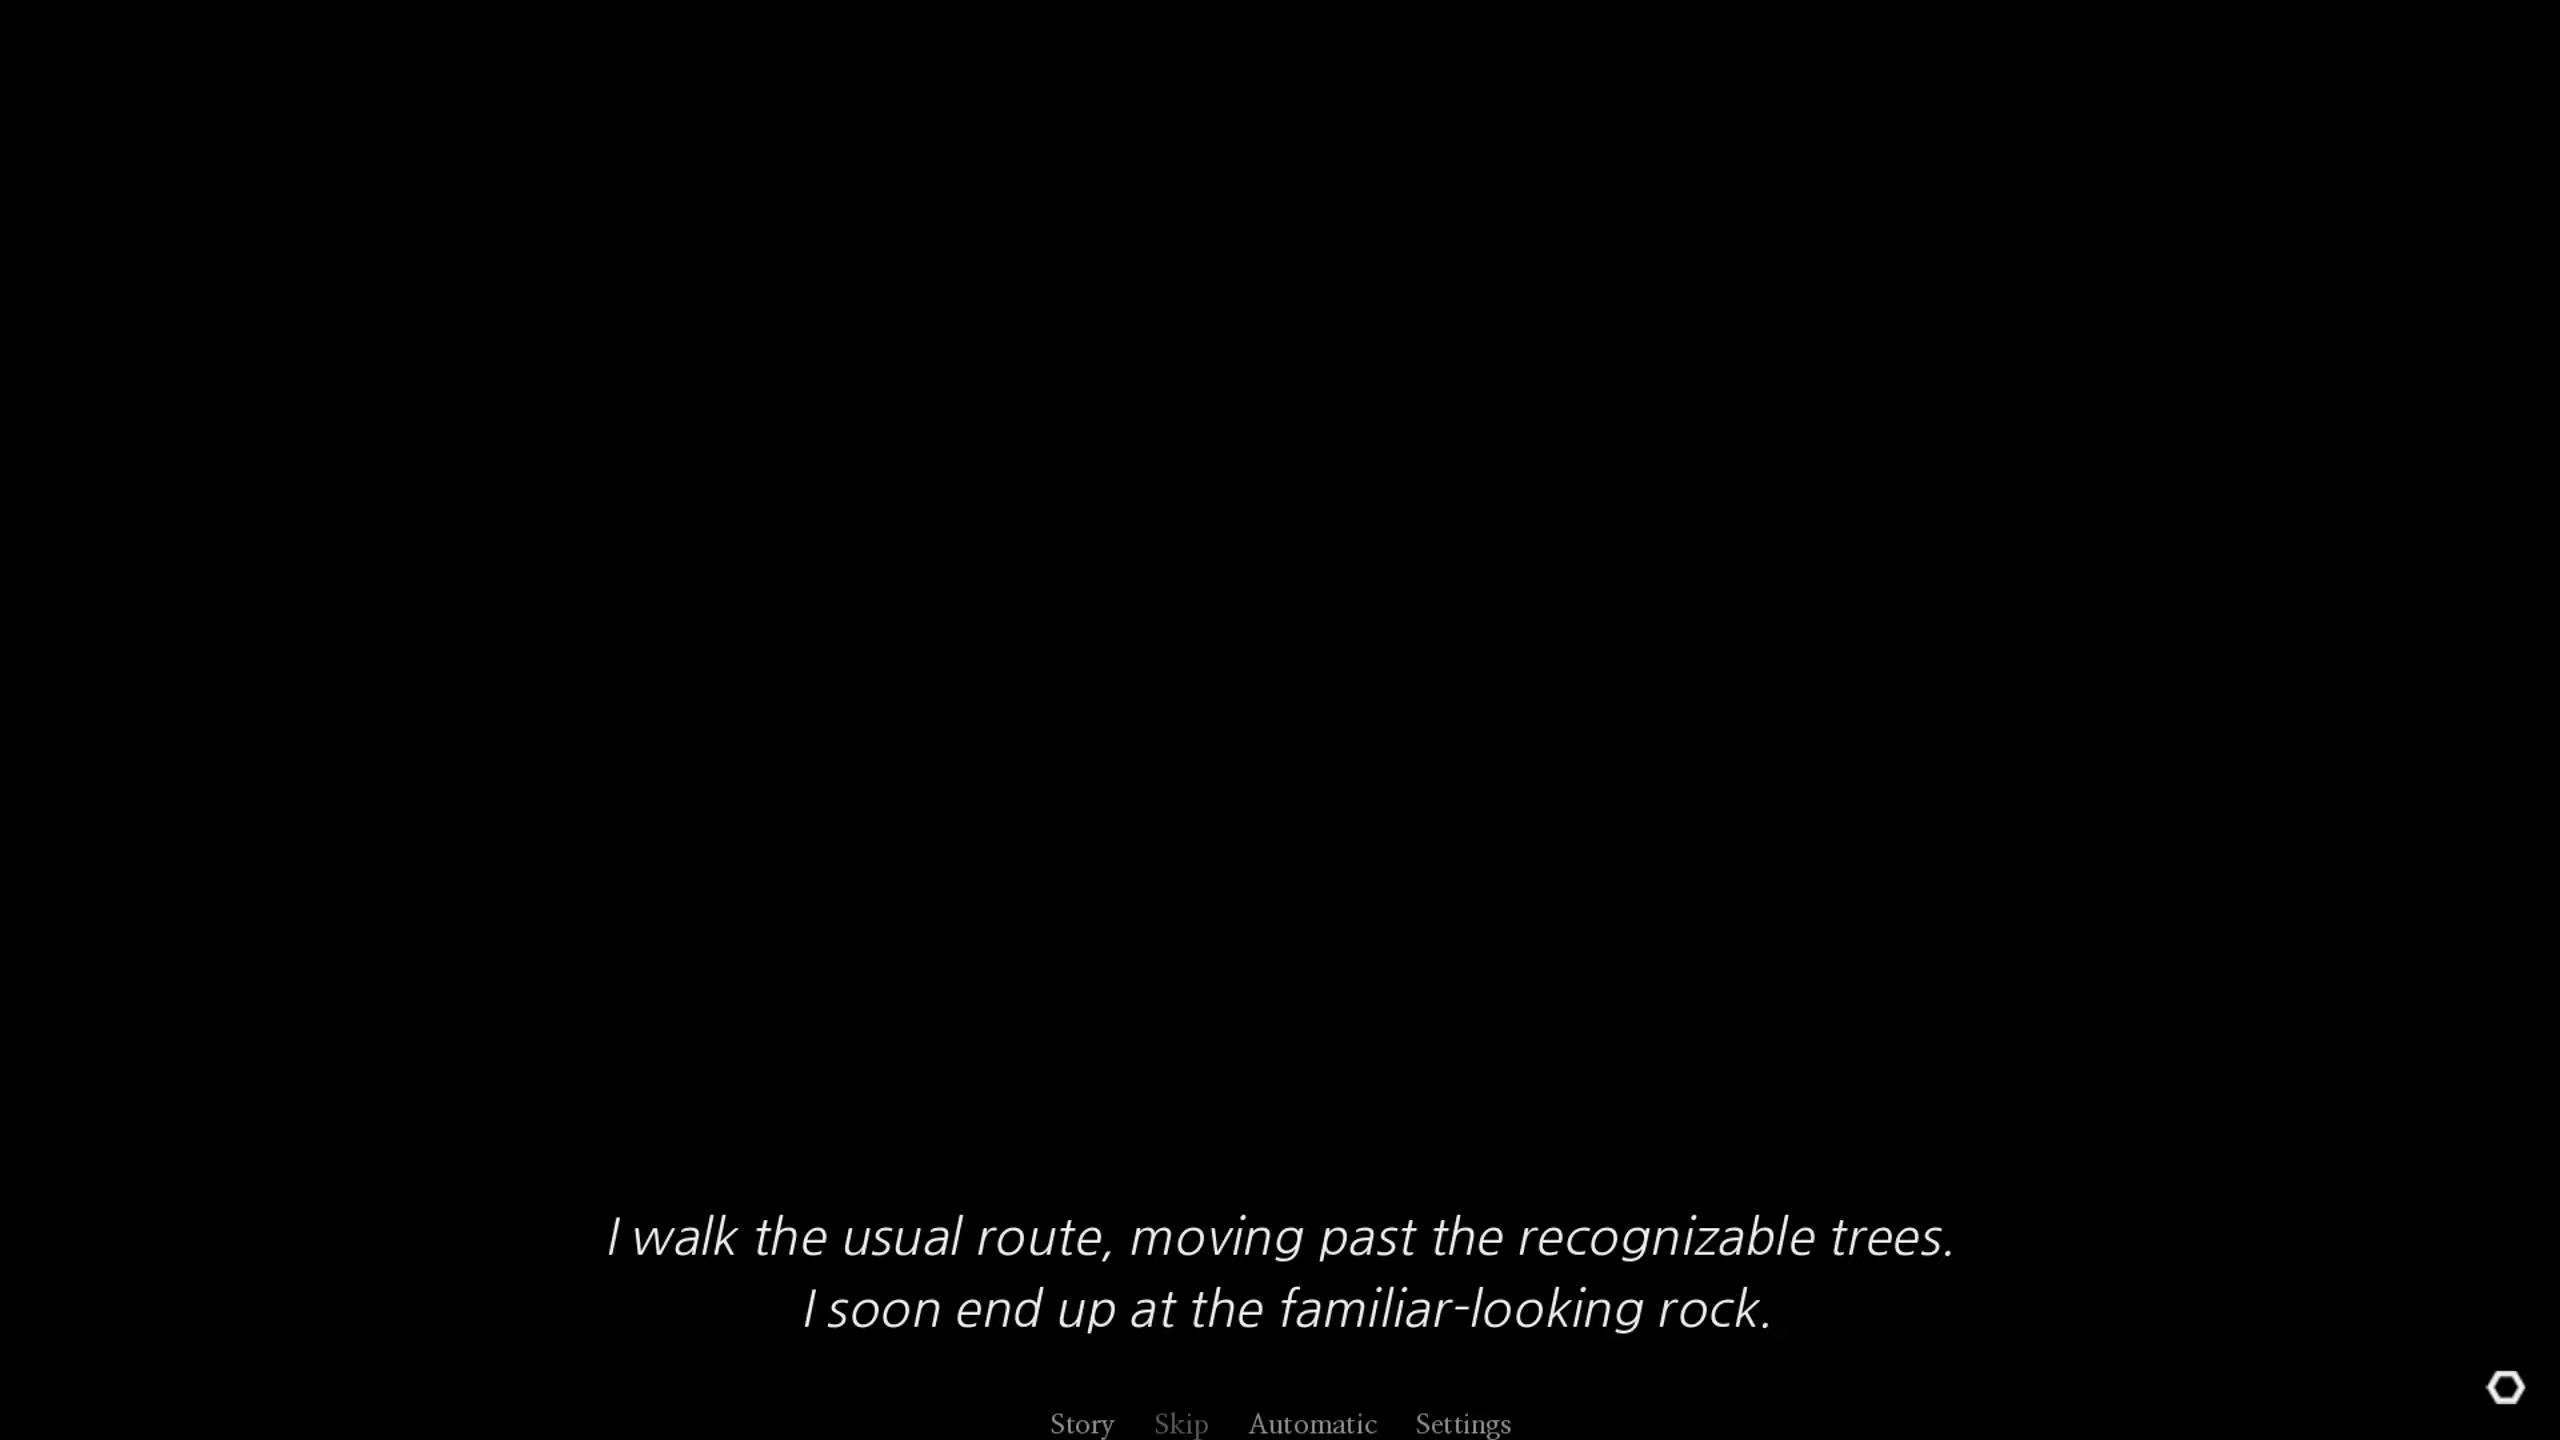 I walk the usual route, moving past the recognizable trees.
I soon end up at the familiar-looking rock.
Story Skip Automatic Settings